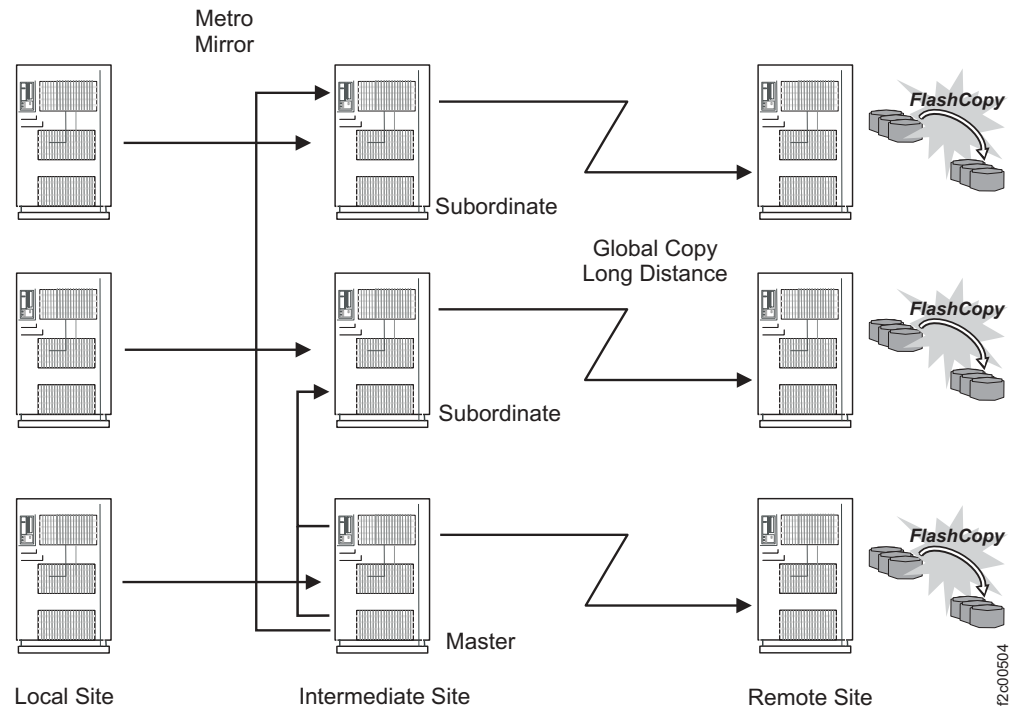 Metro
Mirror
FlashCopy
Subordinate
Global Copy
Long Distance
FlashCopy
Subordinate
FlashCopy
Master
Local Site
Intermediate Site
Remote Site
f2c00504